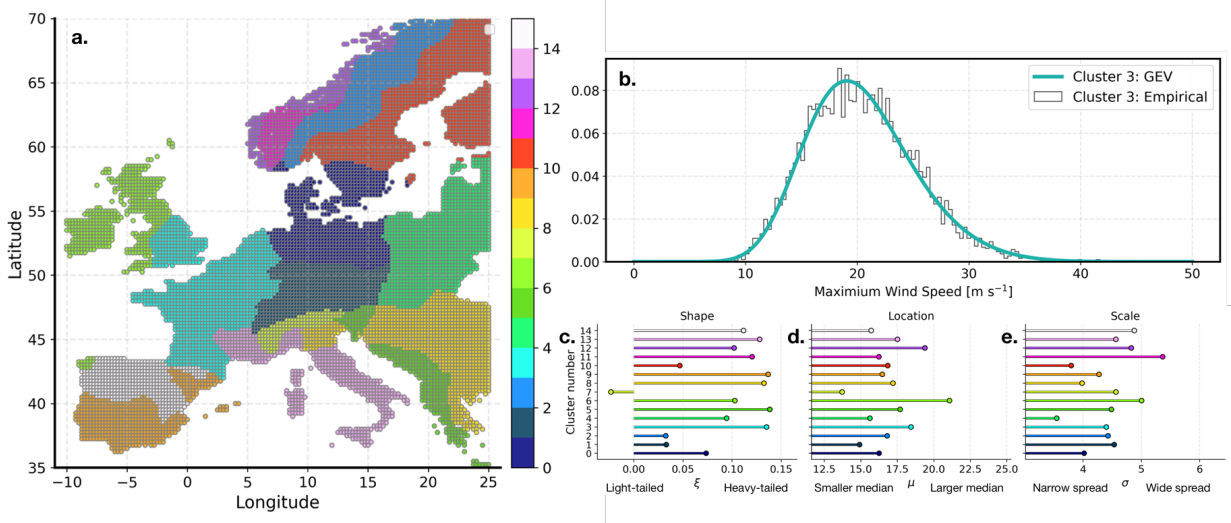 a.
70
65
60
55
50
45
40
35
Latitude
−10
−5
0
5
10
15
20
25
Longitude
14
12
10
8
6
4
2
0
b.
Cluster 3: GEV
Cluster 3: Empirical
0.08
0.06
0.04
0.02
0.00
0
10
20
30
40
50
Maximium Wind Speed [m s⁻¹]
c.
Shape
Cluster number
14
13
12
11
10
9
8
7
6
5
4
3
2
1
0
0.00
0.05
0.10
0.15
Light-tailed
ξ
Heavy-tailed
d.
Location
12.5
15.0
17.5
20.0
22.5
25.0
Smaller median
μ
Larger median
e.
Scale
4
5
6
Narrow spread
σ
Wide spread